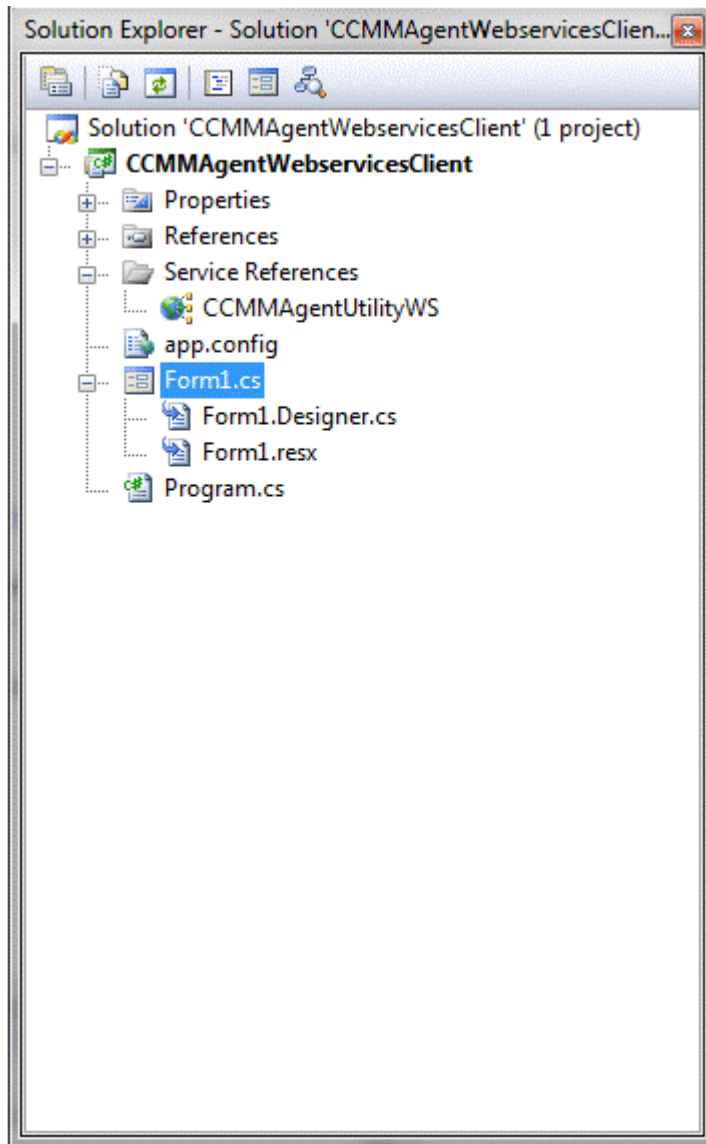 Solution Explorer - Solution 'CCMMAgentWebservicesClien...
Solution 'CCMMAgentWebservicesClient' (1 project)
CCMMAgentWebservicesClient
Properties
References
Service References
CCMMAgentUtilityWS
app.config
Form1.cs
Form1.Designer.cs
Form1.resx
Program.cs